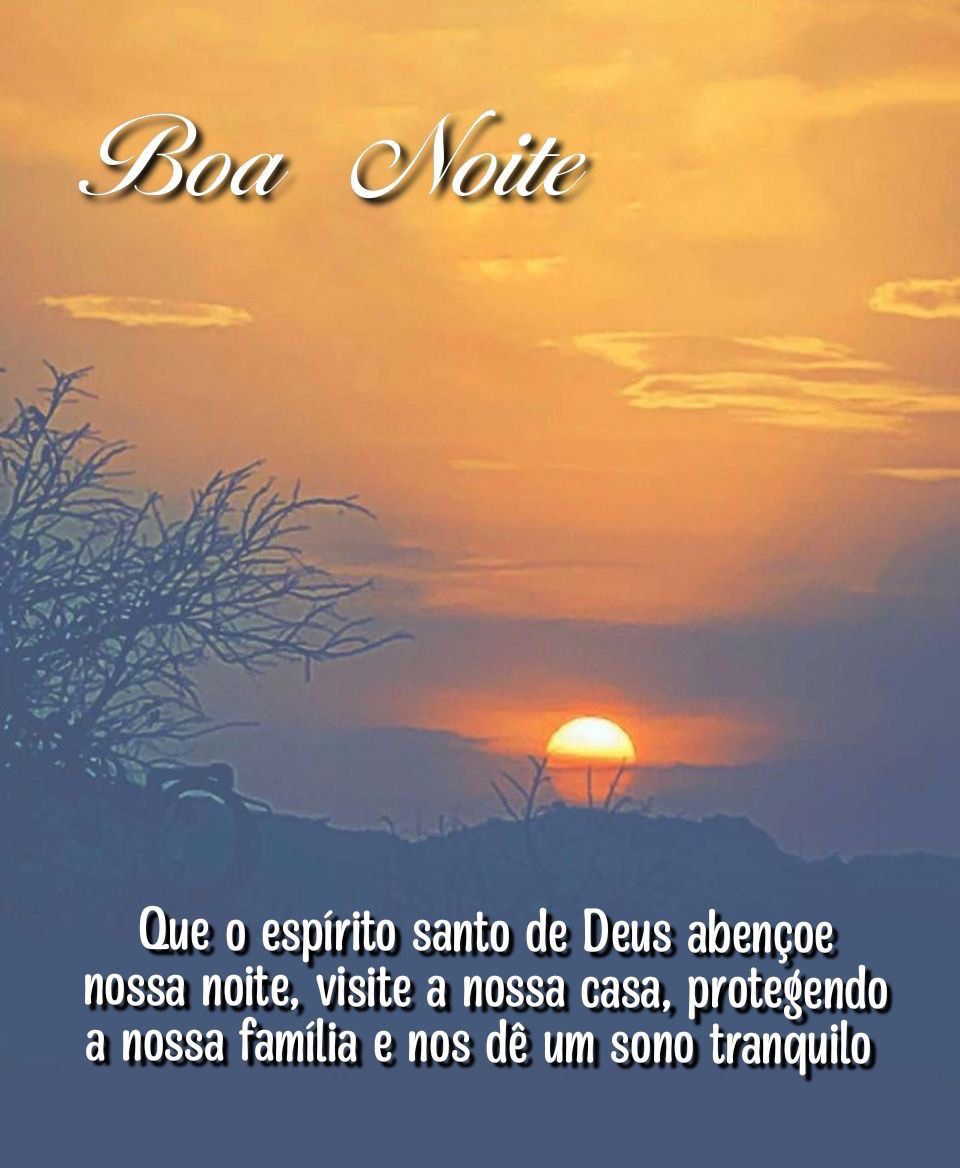 Boa Noite
Que o espírito santo de Deus abençoe
nossa noite, visite a nossa casa, protegendo
a nossa família e nos dê um sono tranquilo